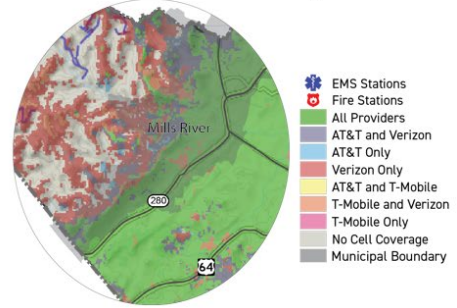 Mills River
280
64
EMS Stations
Fire Stations
All Providers
AT&T and Verizon
AT&T Only
Verizon Only
AT&T and T-Mobile
T-Mobile and Verizon
T-Mobile Only
No Cell Coverage
Municipal Boundary